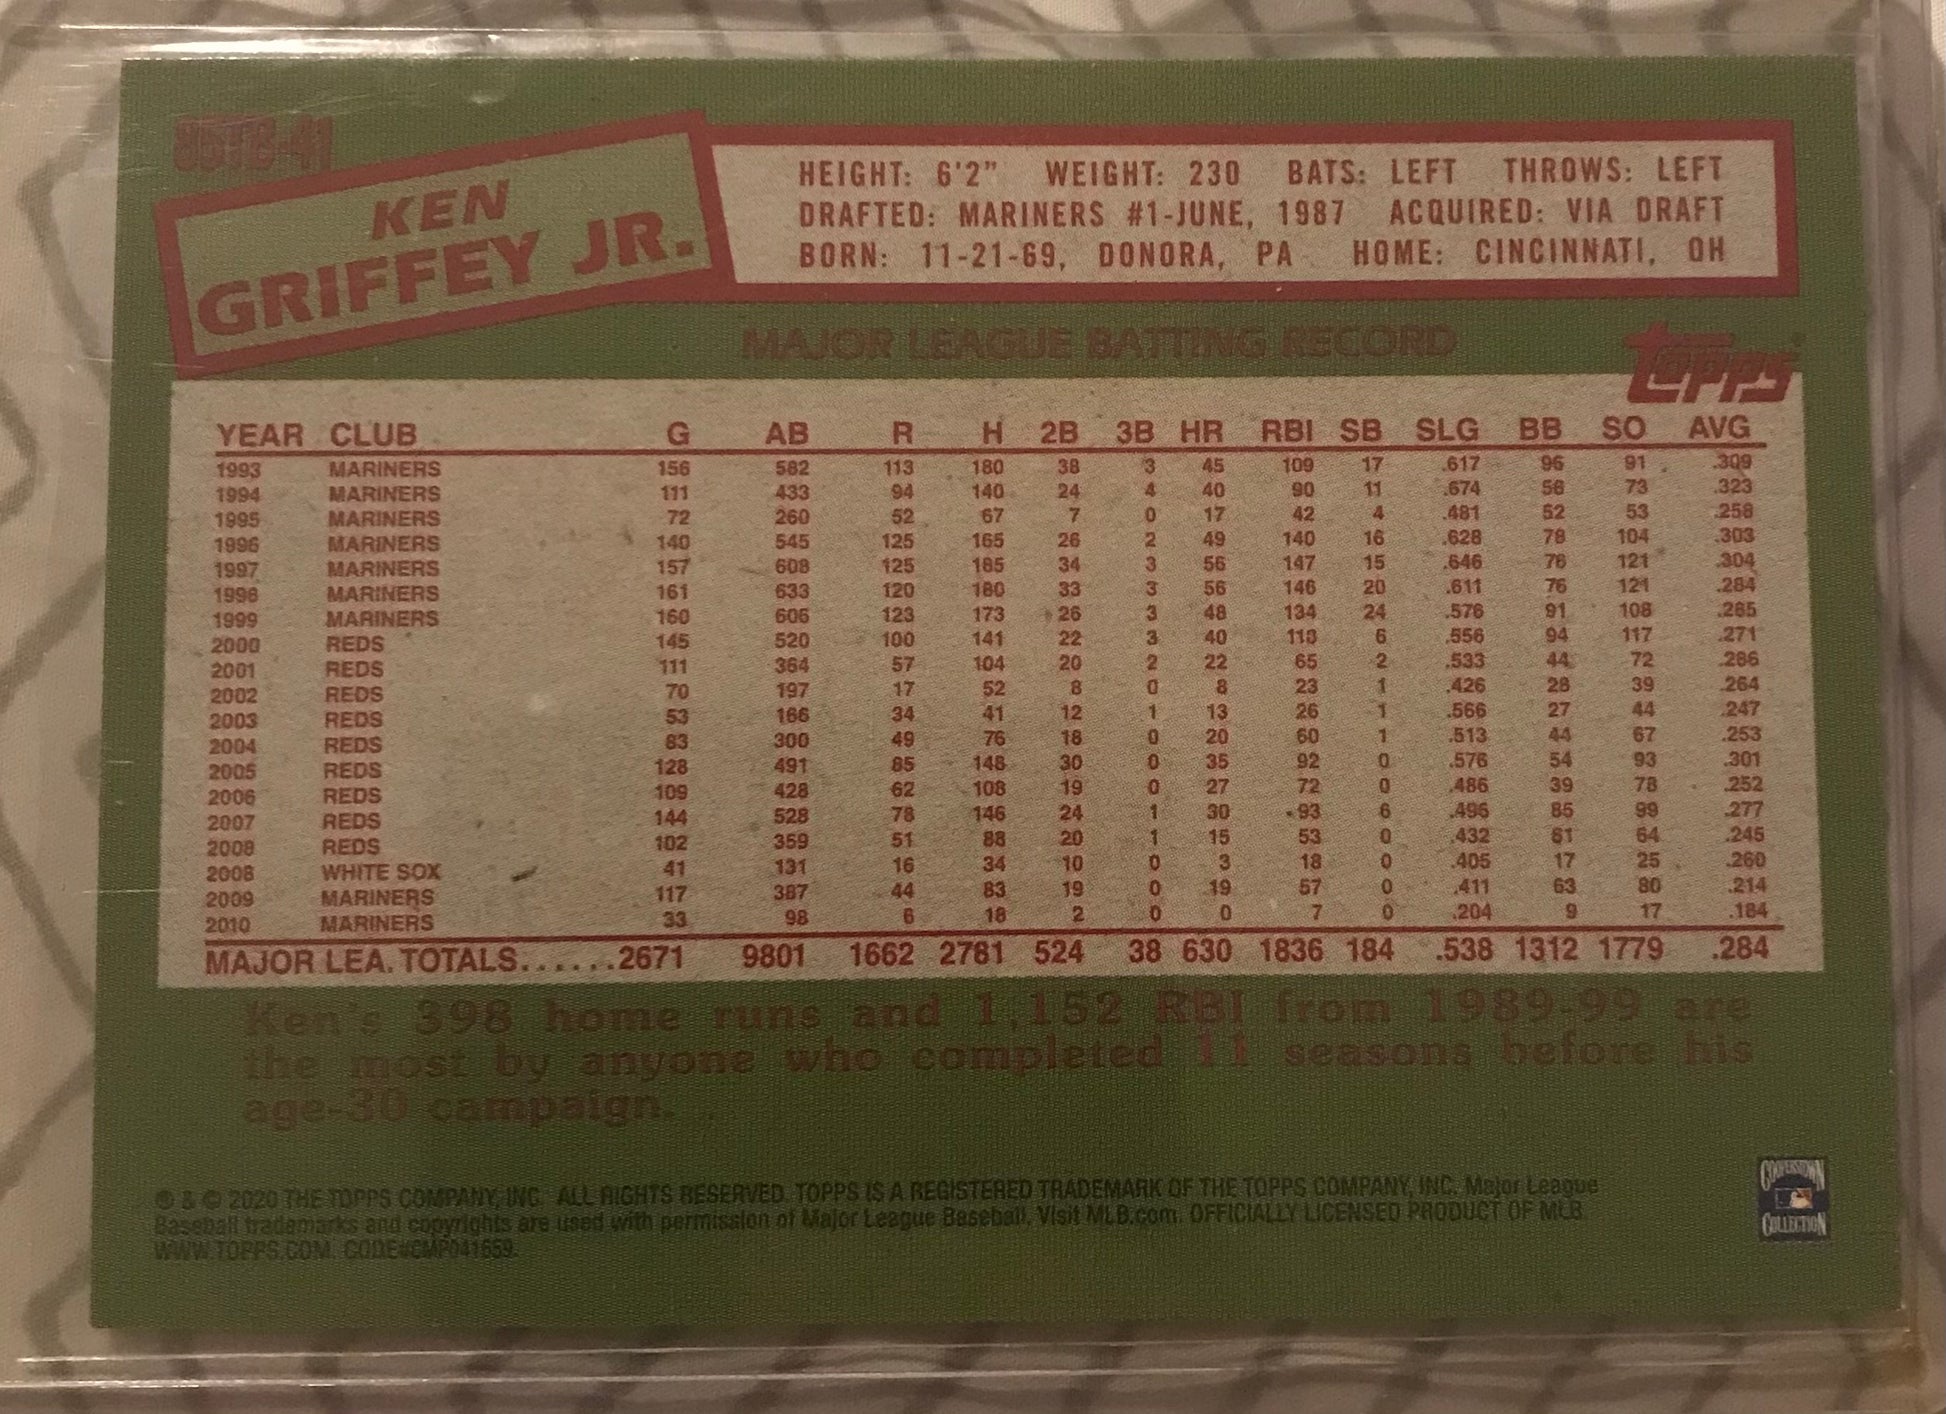 85TB-41
KEN
GRIFFEY JR.
HEIGHT: 6'2" WEIGHT: 230 BATS: LEFT THROWS: LEFT
DRAFTED: MARINERS #1-JUNE, 1987 ACQUIRED: VIA DRAFT
BORN: 11-21-69, DONORA, PA HOME: CINCINNATI, OH
MAJOR LEAGUE BATTING RECORD
topps
YEAR CLUB G AB R H 2B 3B HR RBI SB SLG BB SO AVG
1993 MARINERS 156 582 113 180 38 3 45 109 17 .617 96 91 .309
1994 MARINERS 111 433 94 140 24 4 40 90 11 .674 56 73 .323
1995 MARINERS 72 260 52 67 7 0 17 42 4 .481 52 53 .258
1996 MARINERS 140 545 125 165 26 2 49 140 16 .628 78 104 .303
1997 MARINERS 157 608 125 185 34 3 56 147 15 .646 76 121 .304
1998 MARINERS 161 633 120 180 33 3 56 146 20 .611 76 121 .284
1999 MARINERS 160 606 123 173 26 3 48 134 24 .576 91 108 .285
2000 REDS 145 520 100 141 22 3 40 118 6 .556 94 117 .271
2001 REDS 111 364 57 104 20 2 22 65 2 .533 44 72 .286
2002 REDS 70 197 17 52 8 0 8 23 1 .426 28 39 .264
2003 REDS 53 166 34 41 12 1 13 26 1 .566 27 44 .247
2004 REDS 83 300 49 76 18 0 20 60 1 .513 44 67 .253
2005 REDS 128 491 85 148 30 0 35 92 0 .576 54 93 .301
2006 REDS 109 428 62 108 19 0 27 72 0 .486 39 78 .252
2007 REDS 144 528 78 146 24 1 30 93 6 .496 85 99 .277
2008 REDS 102 359 51 88 20 1 15 53 0 .432 61 64 .245
2008 WHITE SOX 41 131 16 34 10 0 3 18 0 .405 17 25 .260
2009 MARINERS 117 387 44 83 19 0 19 57 0 .411 63 80 .214
2010 MARINERS 33 98 6 18 2 0 0 7 0 .204 9 17 .184
MAJOR LEA. TOTALS......2671 9801 1662 2781 524 38 630 1836 184 .538 1312 1779 .284
Ken's 398 home runs and 1,152 RBI from 1989-99 are
the most by anyone who completed 11 seasons before his
age-30 campaign.
® & © 2020 THE TOPPS COMPANY, INC. ALL RIGHTS RESERVED. TOPPS IS A REGISTERED TRADEMARK OF THE TOPPS COMPANY, INC. Major League
Baseball trademarks and copyrights are used with permission of Major League Baseball. Visit MLB.com. OFFICIALLY LICENSED PRODUCT OF MLB.
WWW.TOPPS.COM. CODE#CMP041659.
COOPERSTOWN
COLLECTION